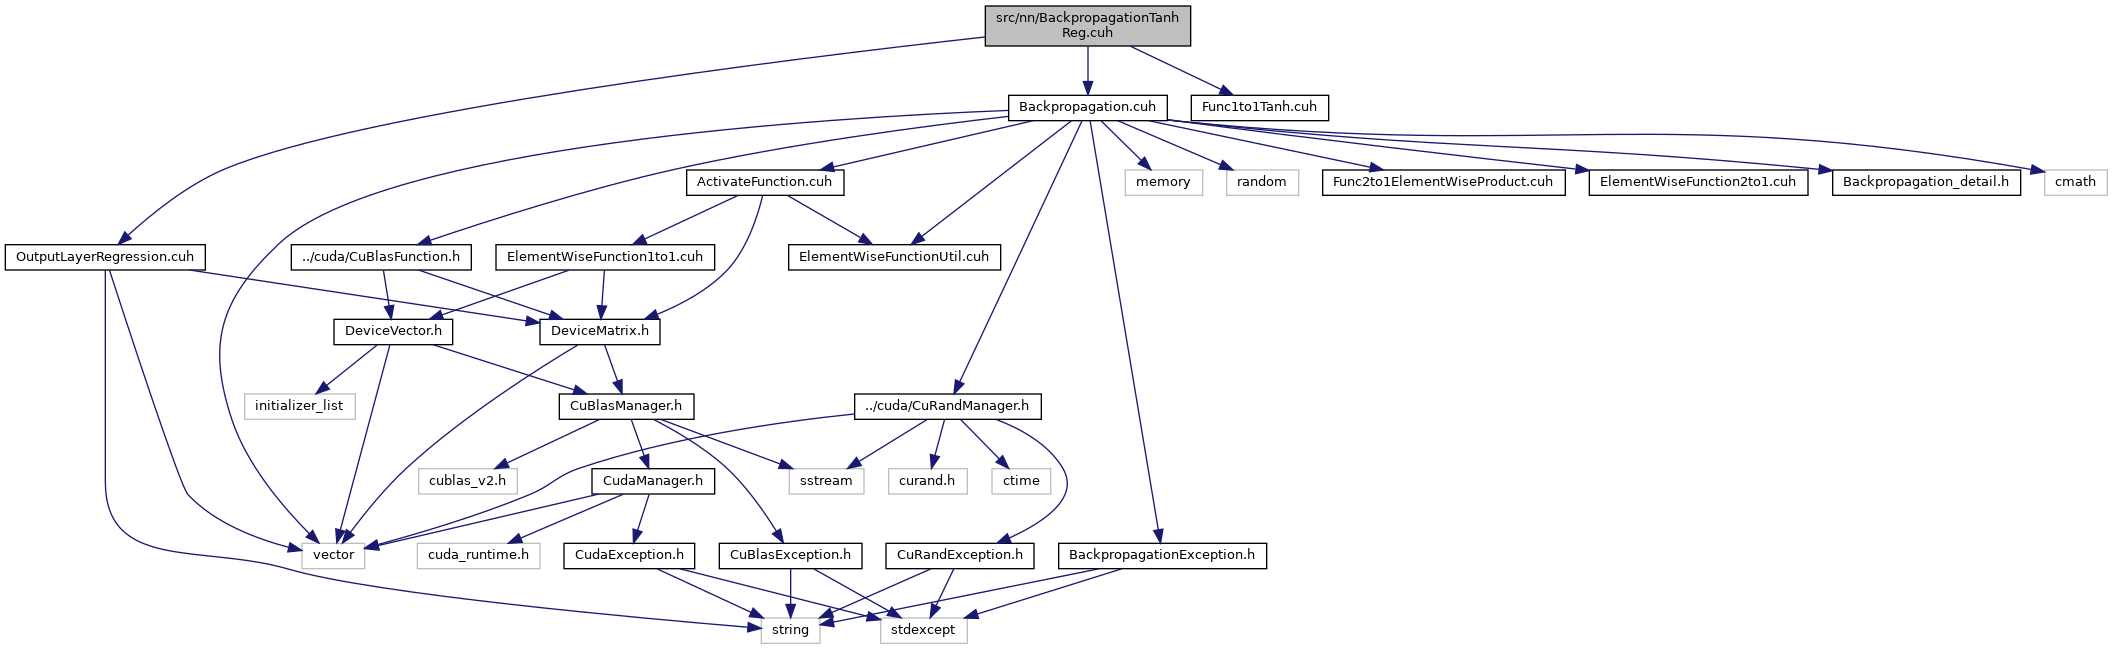 src/nn/BackpropagationTanh
Reg.cuh
Backpropagation.cuh
Func1to1Tanh.cuh
ActivateFunction.cuh
memory
random
Func2to1ElementWiseProduct.cuh
ElementWiseFunction2to1.cuh
Backpropagation_detail.h
cmath
OutputLayerRegression.cuh
../cuda/CuBlasFunction.h
ElementWiseFunction1to1.cuh
ElementWiseFunctionUtil.cuh
DeviceVector.h
DeviceMatrix.h
initializer_list
CuBlasManager.h
../cuda/CuRandManager.h
cublas_v2.h
CudaManager.h
sstream
curand.h
ctime
vector
cuda_runtime.h
CudaException.h
CuBlasException.h
CuRandException.h
BackpropagationException.h
string
stdexcept